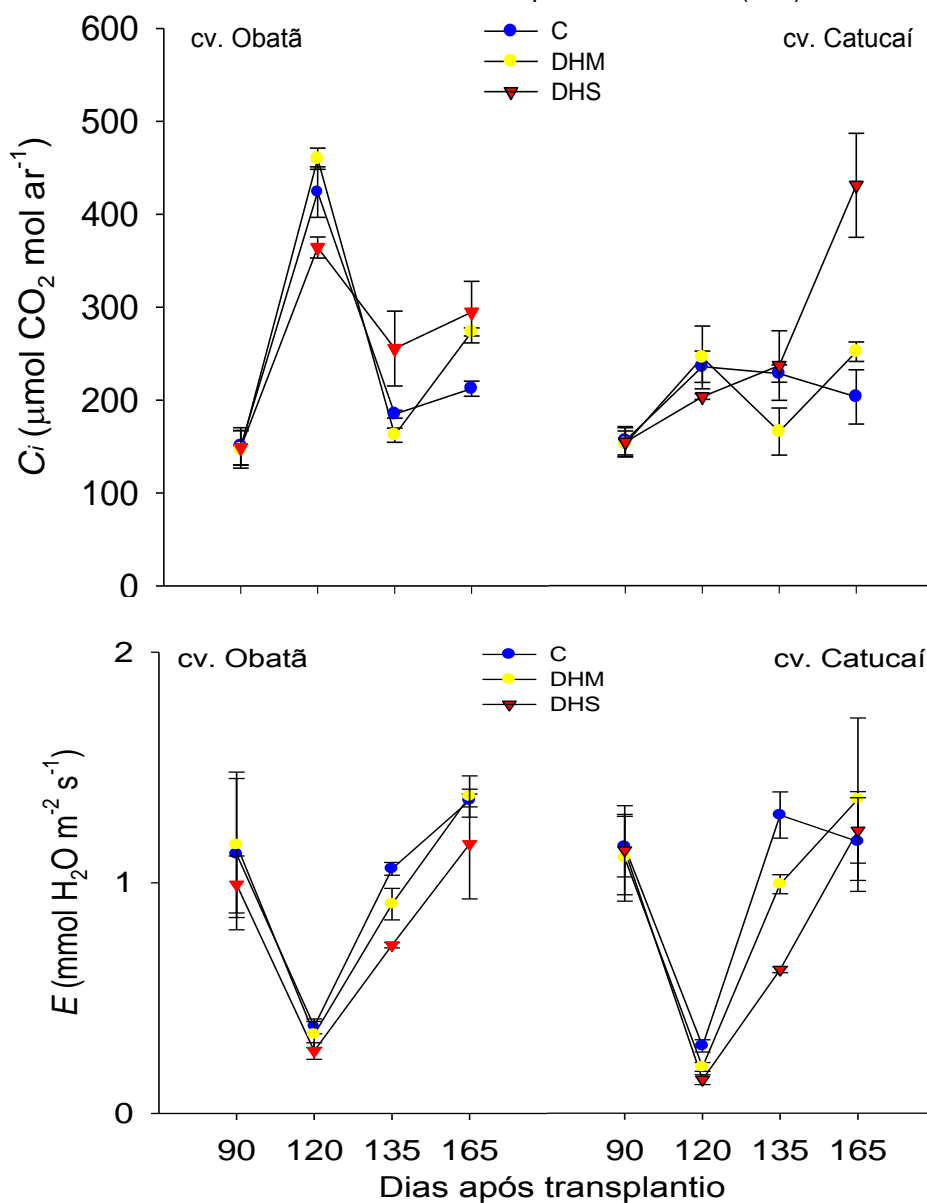 600
500
400
300
200
100
0
Ci (μmol CO2 mol ar-1)
cv. Obatã
C
DHM
DHS
cv. Catucaí
2
1
0
E (mmol H2O m-2 s-1)
cv. Obatã
C
DHM
DHS
cv. Catucaí
90 120 135 165 90 120 135 165
Dias após transplantio